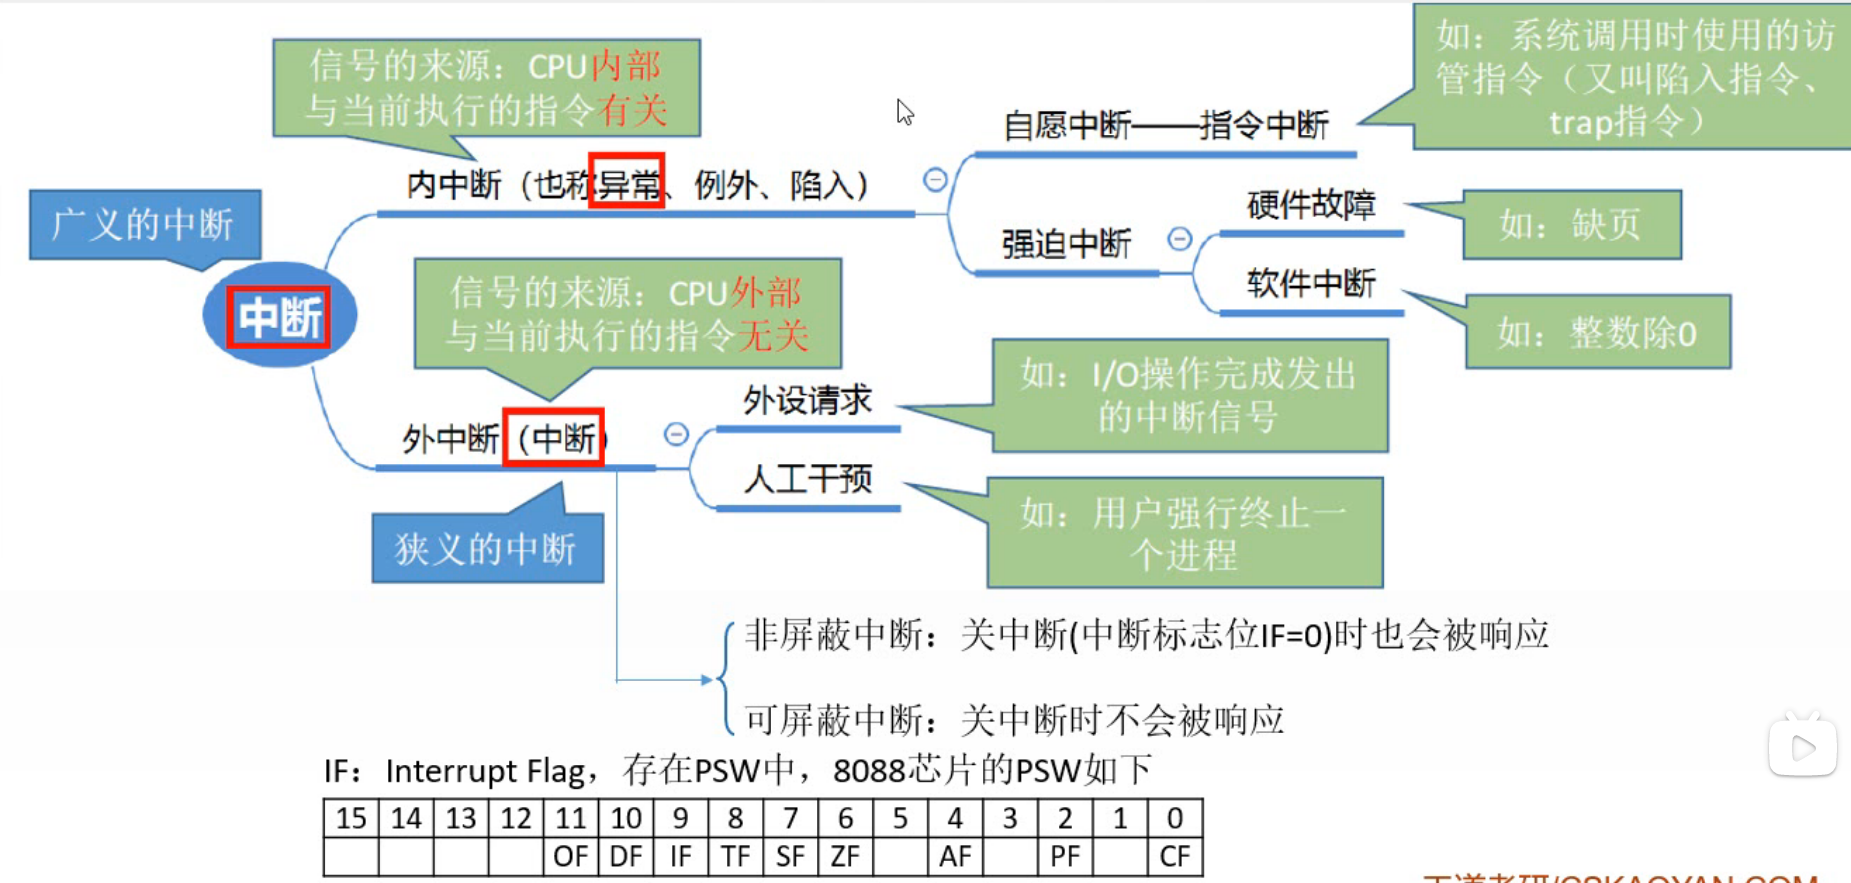 信号的来源：CPU内部
与当前执行的指令有关
如：系统调用时使用的访
管指令（又叫陷入指令、
trap指令）
自愿中断——指令中断
内中断（也称异常、例外、陷入）
广义的中断
硬件故障
如：缺页
强迫中断
软件中断
如：整数除0
中断
信号的来源：CPU外部
与当前执行的指令无关
外设请求
如：I/O操作完成发出
的中断信号
外中断（中断）
人工干预
如：用户强行终止一
个进程
狭义的中断
非屏蔽中断：关中断(中断标志位IF=0)时也会被响应
可屏蔽中断：关中断时不会被响应
IF：Interrupt Flag，存在PSW中，8088芯片的PSW如下
15 14 13 12 11 10 9 8 7 6 5 4 3 2 1 0
OF DF IF TF SF ZF AF PF CF